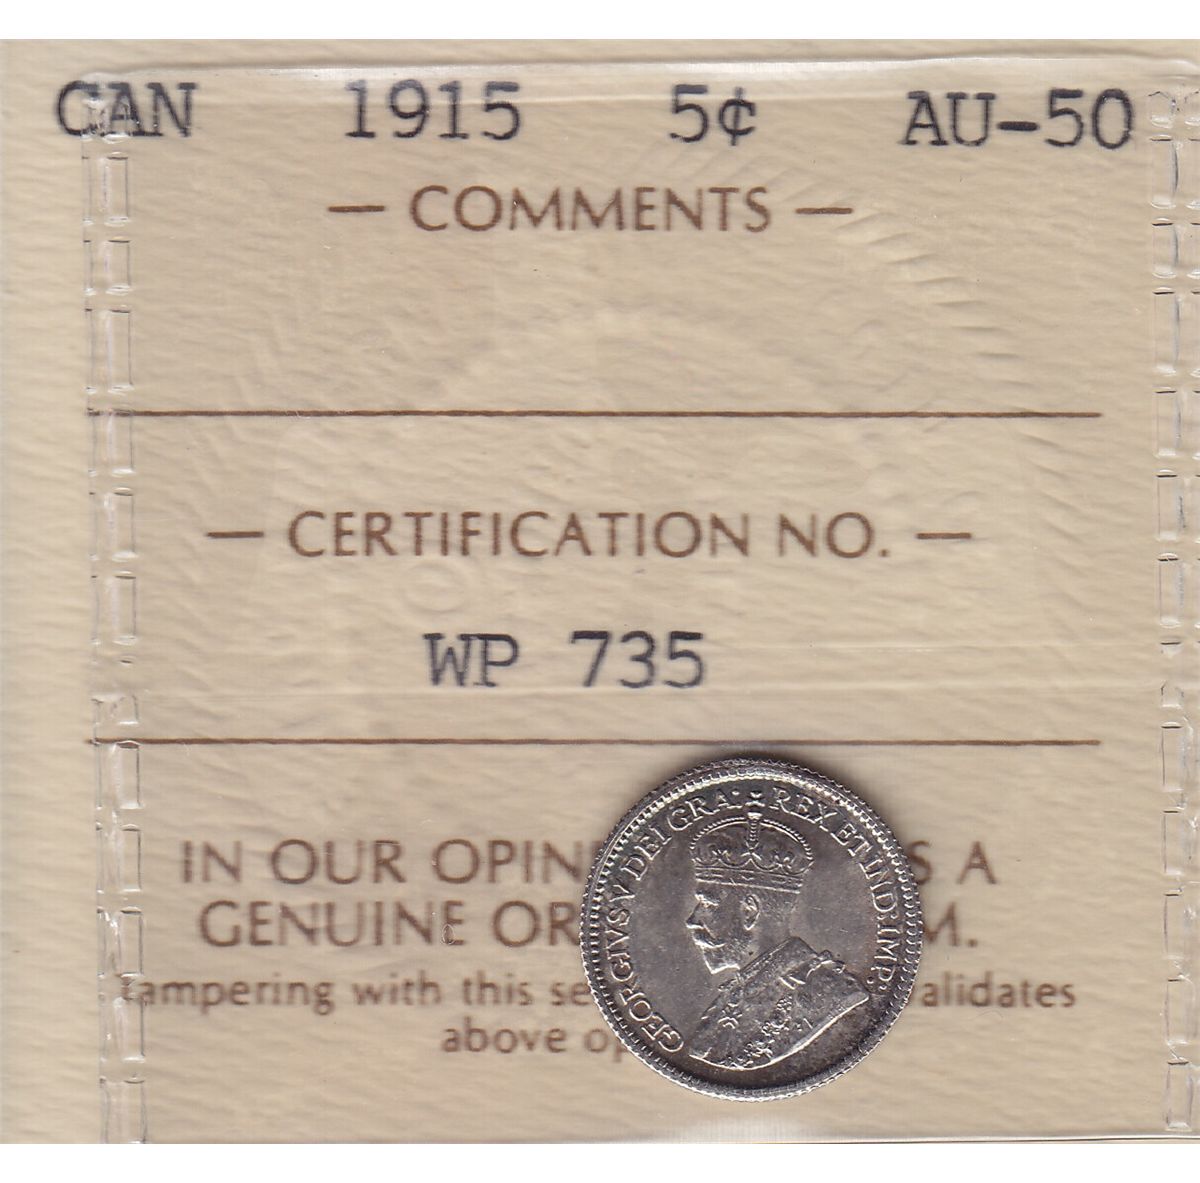 CAN 1915 5¢ AU-50
— COMMENTS —
— CERTIFICATION NO. —
WP 735
IN OUR OPIN S A
GENUINE OR M.
Tampering with this se alidates
above op
GEORGIVS V DEI GRA: REX ET IND: IMP: